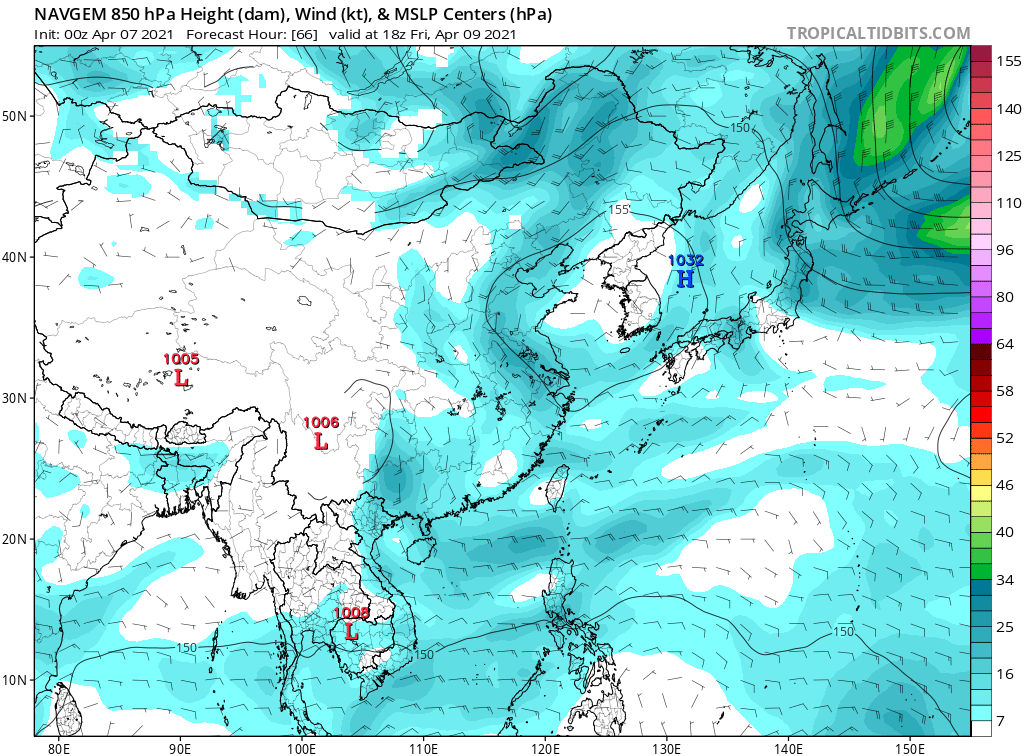 NAVGEM 850 hPa Height (dam), Wind (kt), & MSLP Centers (hPa)
Init: 00z Apr 07 2021 Forecast Hour: [66] valid at 18z Fri, Apr 09 2021
TROPICALTIDBITS.COM
155
140
125
110
96
80
64
58
52
46
40
34
25
16
7
50N
40N
30N
20N
10N
150
155
1032
H
1005
L
1006
L
1008
L
150
150
150
80E
90E
100E
110E
120E
130E
140E
150E